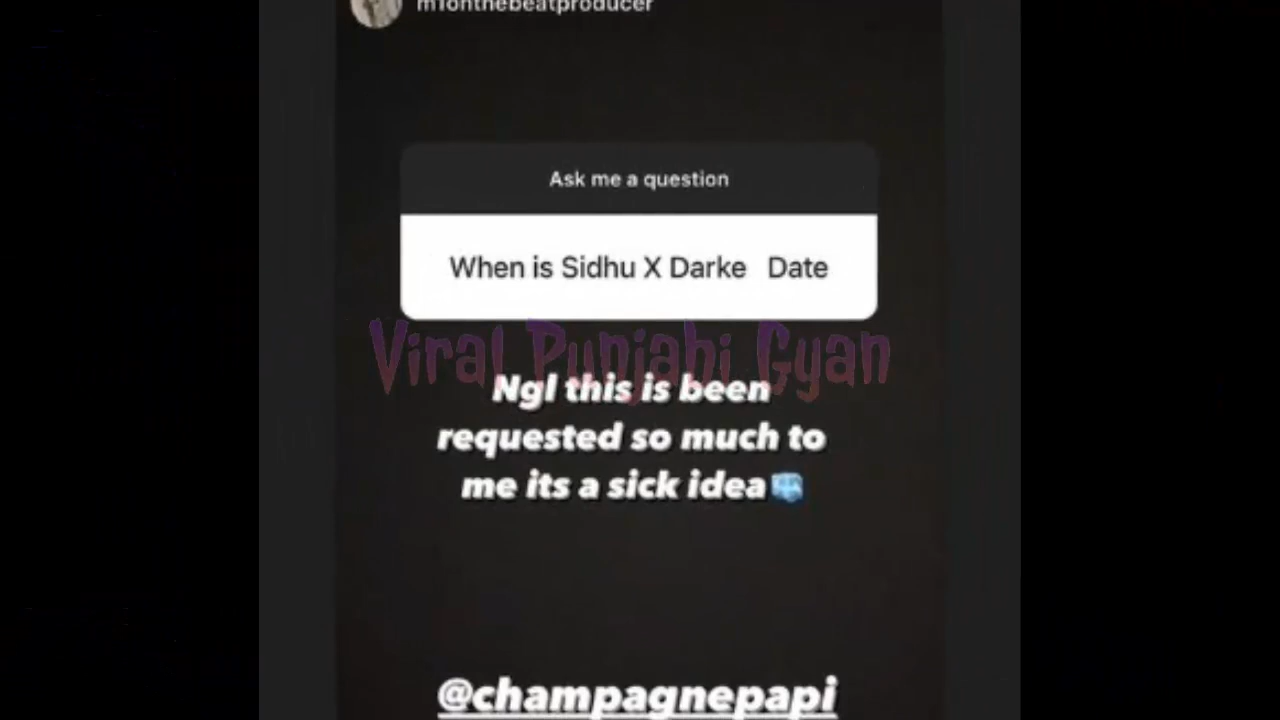 m1onthebeatproducer
Ask me a question
When is Sidhu X Darke Date
Viral Punjabi Gyan
Ngl this is been
requested so much to
me its a sick idea
@champagnepapi